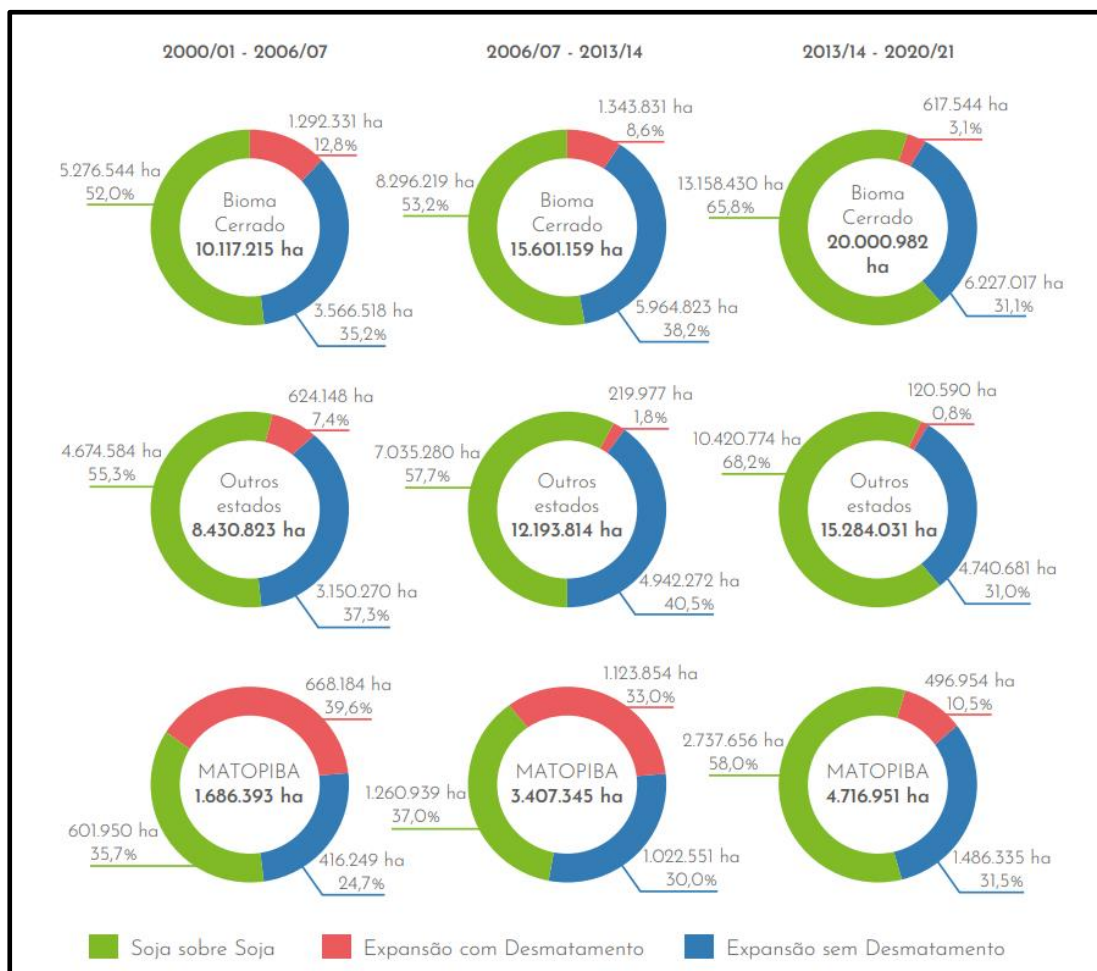 2000/01 - 2006/07
2006/07 - 2013/14
2013/14 - 2020/21
1.292.331 ha
12,8%
5.276.544 ha
52,0%
Bioma
Cerrado
10.117.215 ha
3.566.518 ha
35,2%
1.343.831 ha
8,6%
8.296.219 ha
53,2%
Bioma
Cerrado
15.601.159 ha
5.964.823 ha
38,2%
617.544 ha
3,1%
13.158.430 ha
65,8%
Bioma
Cerrado
20.000.982
ha
6.227.017 ha
31,1%
624.148 ha
7,4%
4.674.584 ha
55,3%
Outros
estados
8.430.823 ha
3.150.270 ha
37,3%
219.977 ha
1,8%
7.035.280 ha
57,7%
Outros
estados
12.193.814 ha
4.942.272 ha
40,5%
120.590 ha
0,8%
10.420.774 ha
68,2%
Outros
estados
15.284.031 ha
4.740.681 ha
31,0%
668.184 ha
39,6%
MATOPIBA
1.686.393 ha
601.950 ha
35,7%
416.249 ha
24,7%
1.123.854 ha
33,0%
MATOPIBA
3.407.345 ha
1.260.939 ha
37,0%
1.022.551 ha
30,0%
496.954 ha
10,5%
2.737.656 ha
58,0%
MATOPIBA
4.716.951 ha
1.486.335 ha
31,5%
Soja sobre Soja
Expansão com Desmatamento
Expansão sem Desmatamento